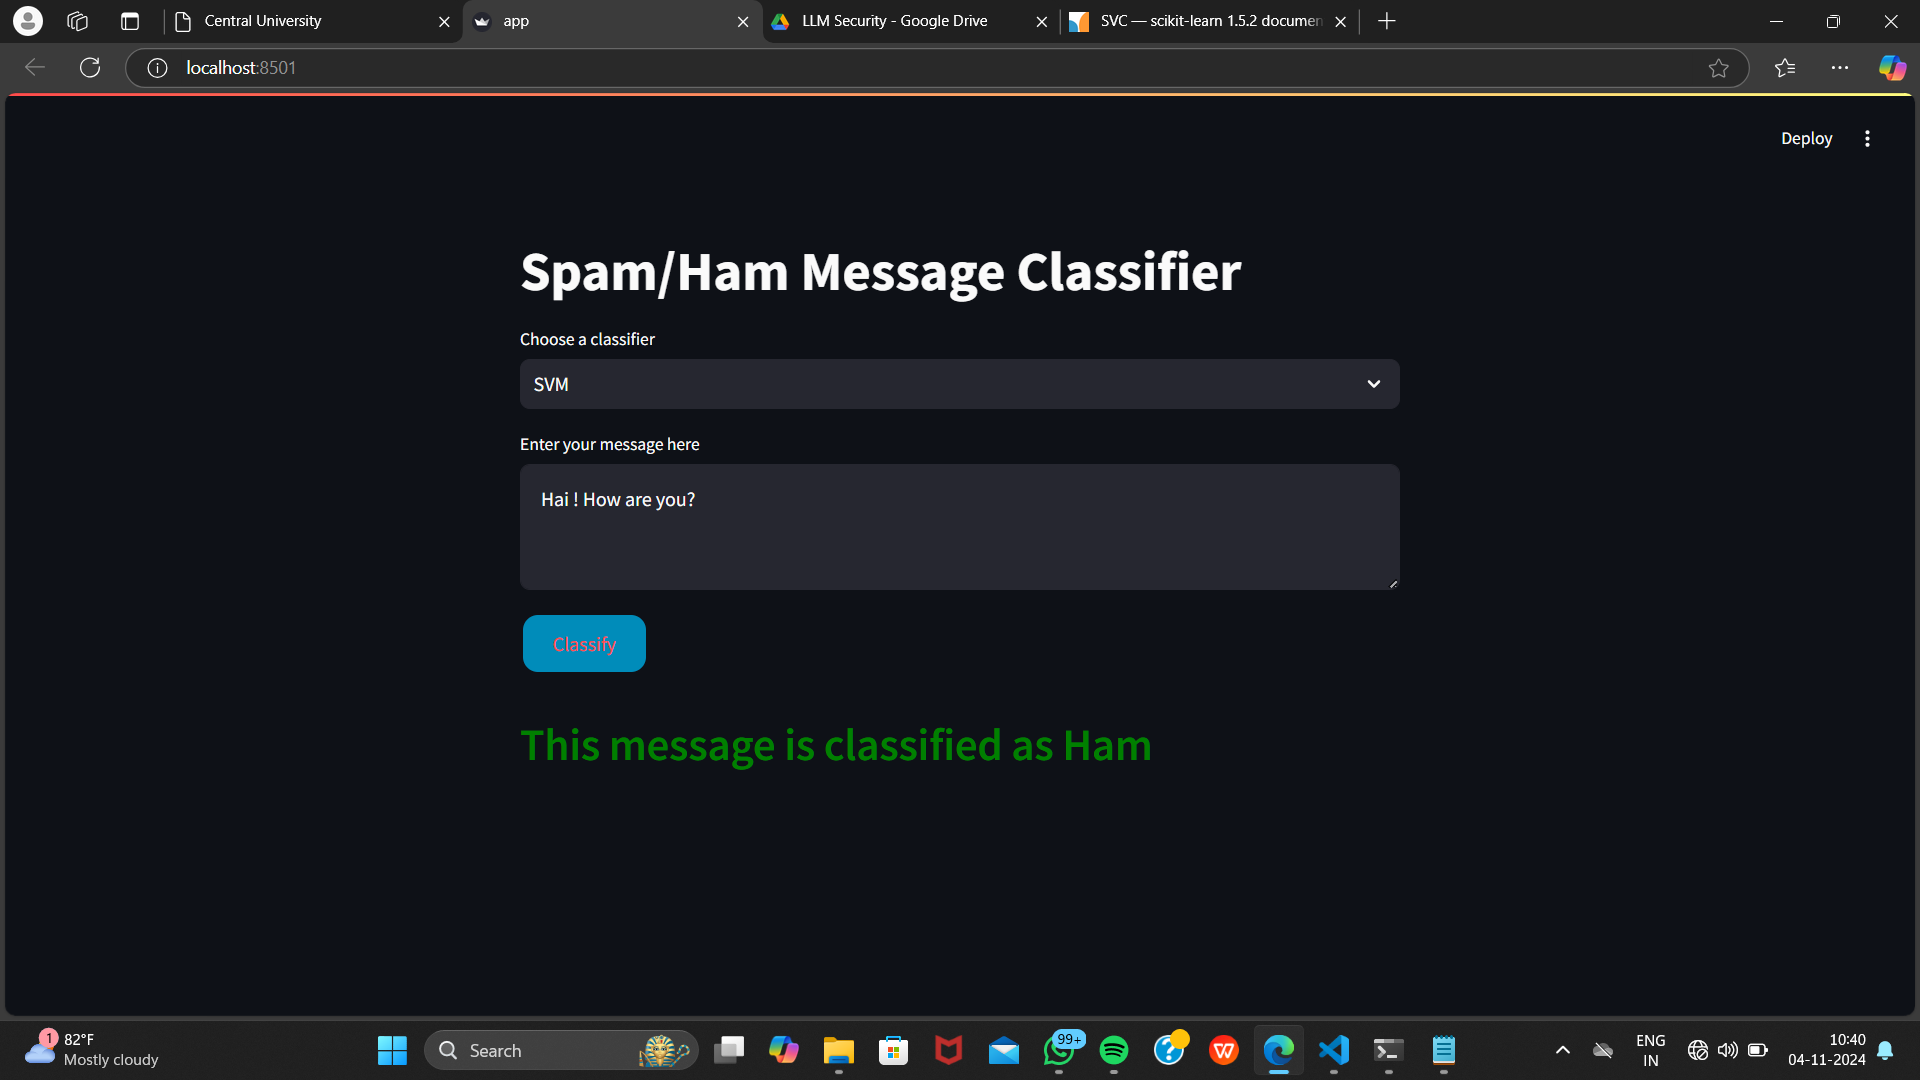 Central University
app
LLM Security - Google Drive
SVC — scikit-learn 1.5.2 documen
localhost:8501
Deploy
Spam/Ham Message Classifier
Choose a classifier
SVM
Enter your message here
Hai ! How are you?
Classify
This message is classified as Ham
1
82°F
Mostly cloudy
Search
99+
ENG
IN
10:40
04-11-2024